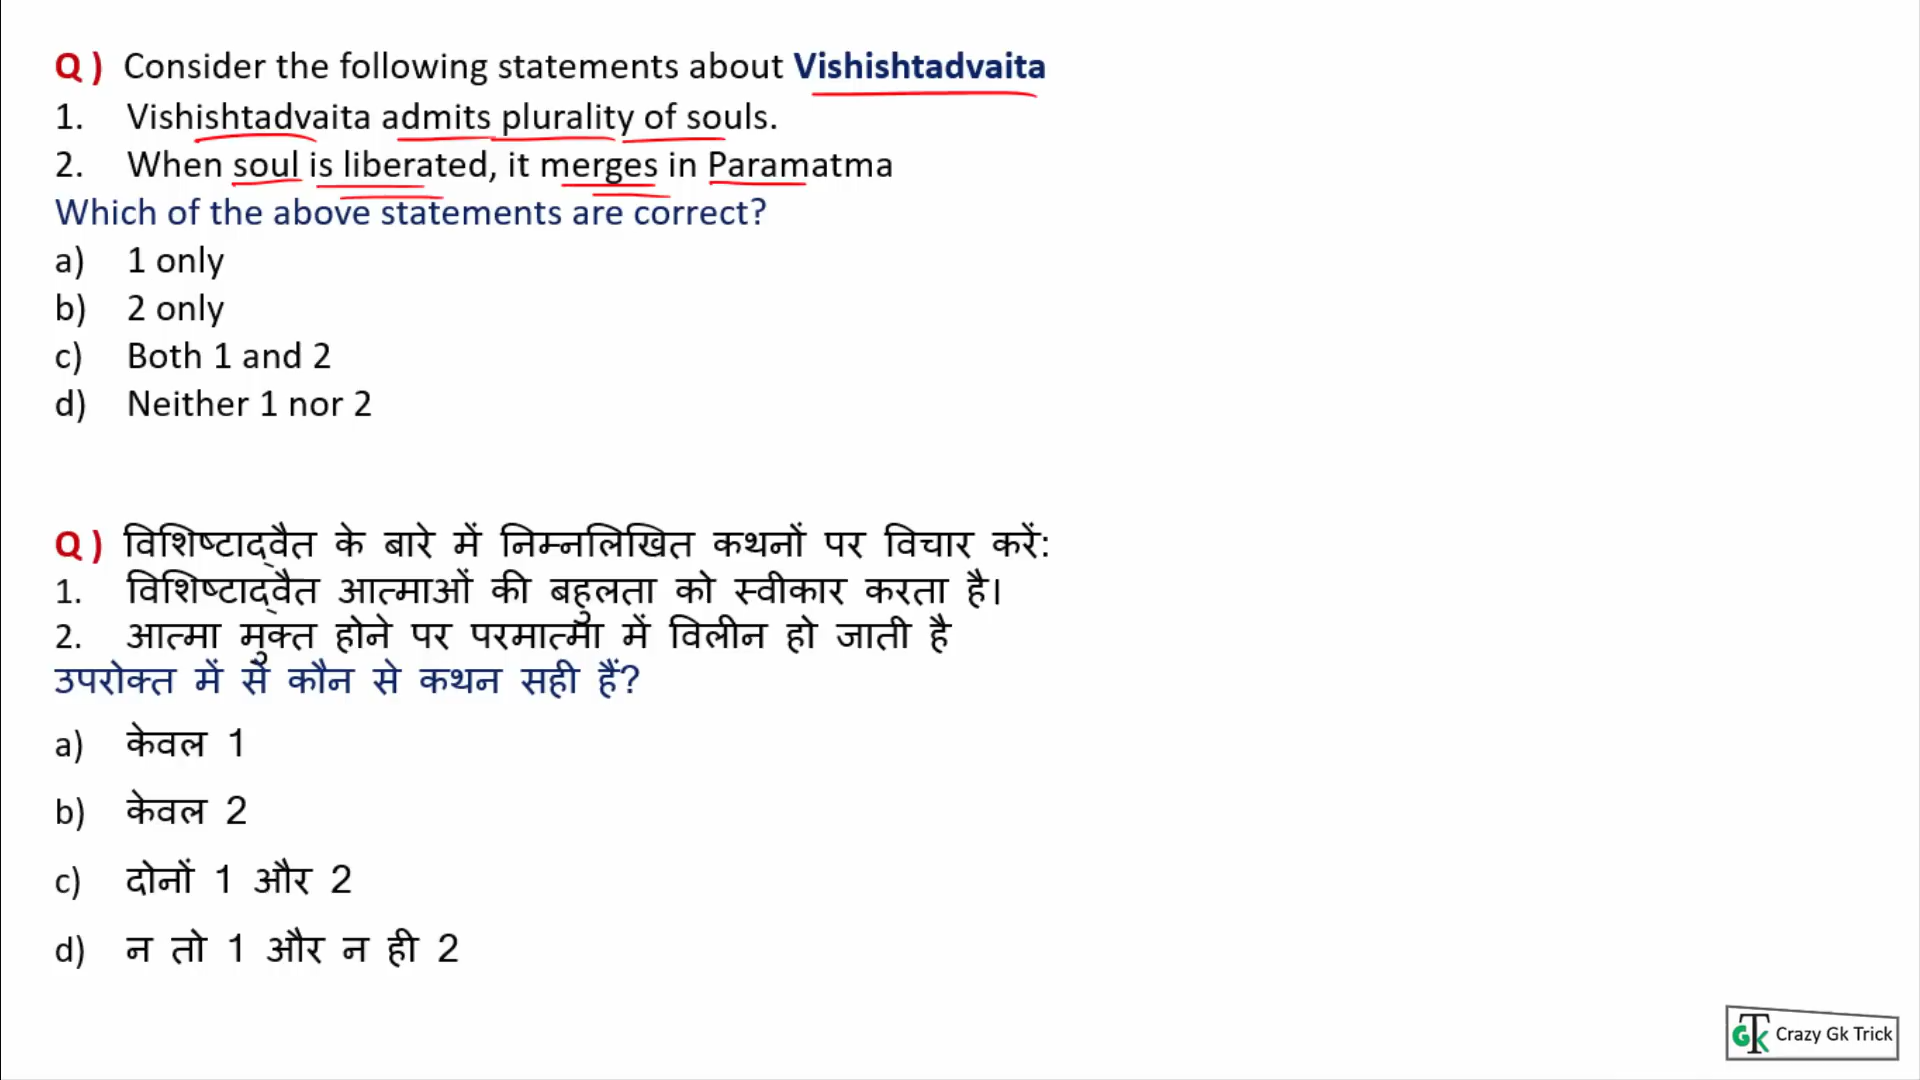 Q ) Consider the following statements about Vishishtadvaita
1. Vishishtadvaita admits plurality of souls.
2. When soul is liberated, it merges in Paramatma
Which of the above statements are correct?
a) 1 only
b) 2 only
c) Both 1 and 2
d) Neither 1 nor 2
Q ) विशिष्टाद्वैत के बारे में निम्नलिखित कथनों पर विचार करें:
1. विशिष्टाद्वैत आत्माओं की बहुलता को स्वीकार करता है।
2. आत्मा मुक्त होने पर परमात्मा में विलीन हो जाती है
उपरोक्त में से कौन से कथन सही हैं?
a) केवल 1
b) केवल 2
c) दोनों 1 और 2
d) न तो 1 और न ही 2
GTK Crazy Gk Trick